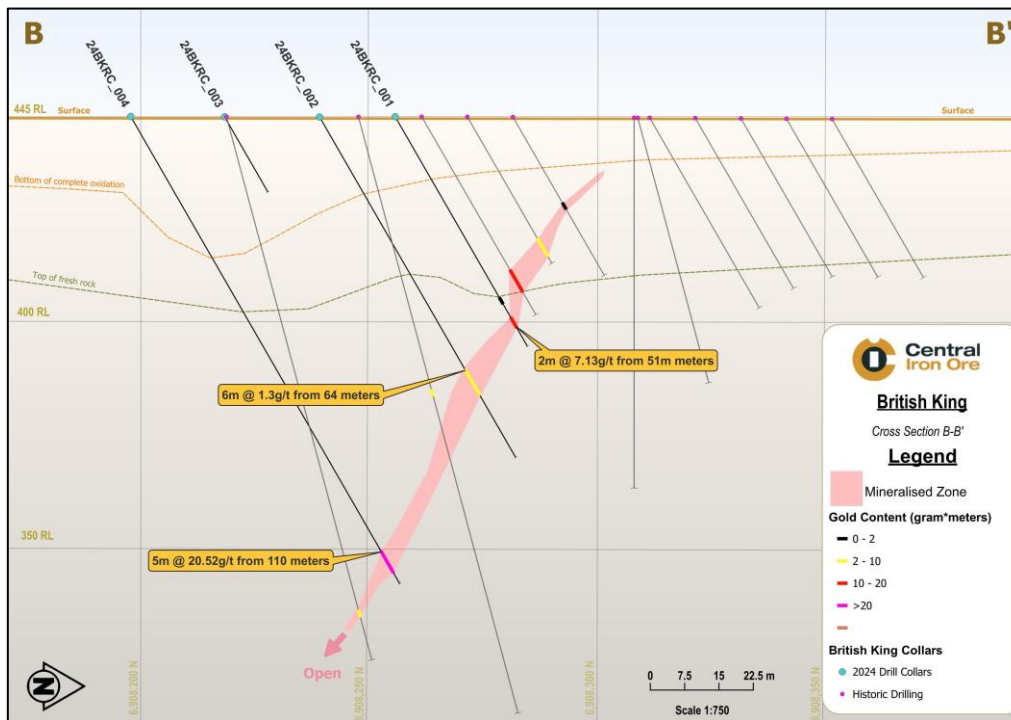 B
B'
24BKRC_004
24BKRC_003
24BKRC_002
24BKRC_001
445 RL
Surface
Surface
Bottom of complete oxidation
Top of fresh rock
400 RL
2m @ 7.13g/t from 51m meters
6m @ 1.3g/t from 64 meters
350 RL
5m @ 20.52g/t from 110 meters
Open
N
6,908,200 N
6,908,250 N
6,908,300 N
6,908,350 N
0 7.5 15 22.5 m
Scale 1:750
Central
Iron Ore
British King
Cross Section B-B'
Legend
Mineralised Zone
Gold Content (gram*meters)
0 - 2
2 - 10
10 - 20
>20
British King Collars
2024 Drill Collars
Historic Drilling